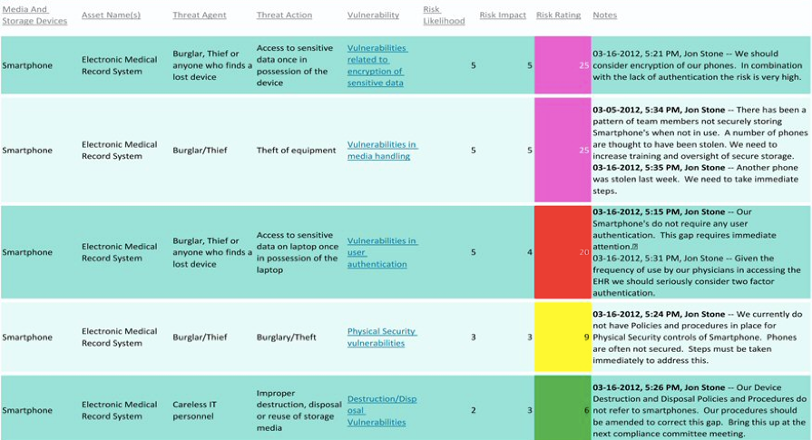 Media And Storage Devices Asset Name(s) Threat Agent Threat Action Vulnerability Risk Likelihood Risk Impact Risk Rating Notes
Smartphone
Electronic Medical
Record System
Burglar, Thief or
anyone who finds a
lost device
Access to sensitive
data once in
possession of the
device
Vulnerabilities
related to
encryption of
sensitive data
5
5
25
03-16-2012, 5:21 PM, Jon Stone -- We should
consider encryption of our phones. In combination
with the lack of authentication the risk is very high.
Smartphone
Electronic Medical
Record System
Burglar/Thief
Theft of equipment
Vulnerabilities in
media handling
5
5
25
03-05-2012, 5:34 PM, Jon Stone -- There has been a
pattern of team members not securely storing
Smartphone's when not in use. A number of phones
are thought to have been stolen. We need to
increase training and oversight of secure storage.
03-16-2012, 5:35 PM, Jon Stone -- Another phone
was stolen last week. We need to take immediate
steps.
Smartphone
Electronic Medical
Record System
Burglar, Thief or
anyone who finds a
lost device
Access to sensitive
data on laptop once
in possession of the
laptop
Vulnerabilities in
user
authentication
5
4
20
03-16-2012, 5:15 PM, Jon Stone -- Our
Smartphone's do not require any user
authentication. This gap requires immediate
attention.
03-16-2012, 5:31 PM, Jon Stone -- Given the
frequency of use by our physicians in accessing the
EHR we should seriously consider two factor
authentication.
Smartphone
Electronic Medical
Record System
Burglar/Thief
Burglary/Theft
Physical Security
vulnerabilities
3
3
9
03-16-2012, 5:24 PM, Jon Stone -- We currently do
not have Policies and procedures in place for
Physical Security controls of Smartphone. Phones
are often not secured. Steps must be taken
immediately to address this.
Smartphone
Electronic Medical
Record System
Careless IT
personnel
Improper
destruction, disposal
or reuse of storage
media
Destruction/Disp
osal
Vulnerabilities
2
3
6
03-16-2012, 5:26 PM, Jon Stone -- Our Device
Destruction and Disposal Policies and Procedures do
not refer to smartphones. Our procedures should
be amended to correct this gap. Bring this up at the
next compliance committee meeting.